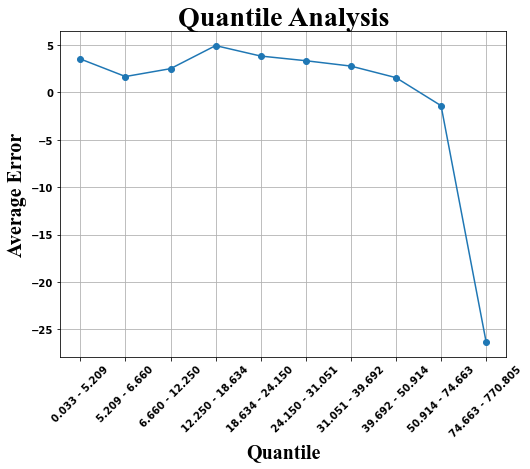 Quantile Analysis
Average Error
5
0
−5
−10
−15
−20
−25
0.033 - 5.209
5.209 - 6.660
6.660 - 12.250
12.250 - 18.634
18.634 - 24.150
24.150 - 31.051
31.051 - 39.692
39.692 - 50.914
50.914 - 74.663
74.663 - 770.805
Quantile